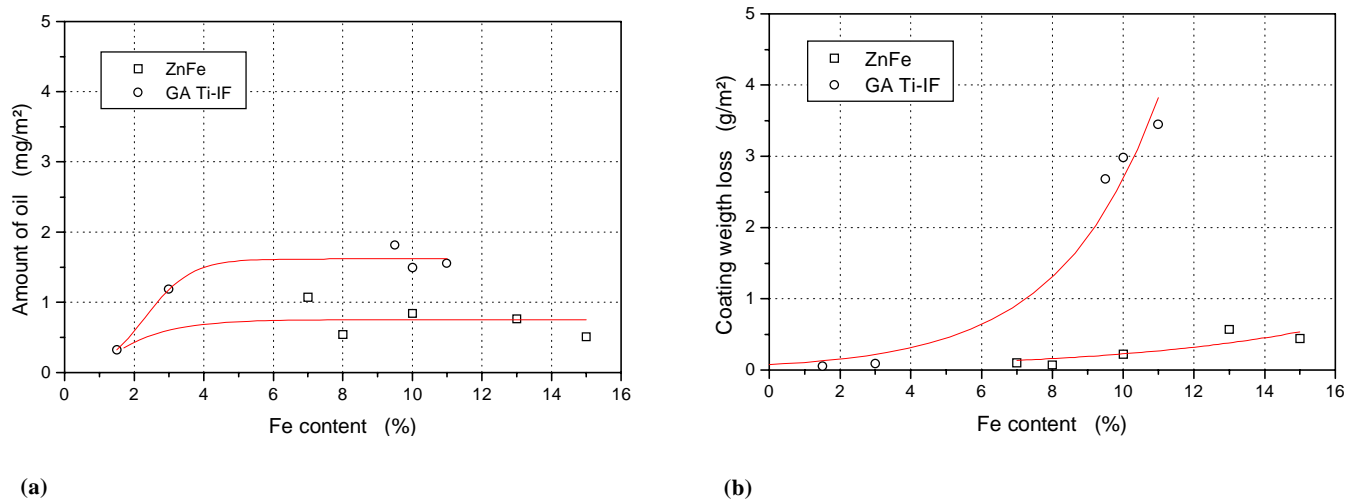 5
4
3
2
1
0
Amount of oil (mg/m²)
ZnFe
GA Ti-IF
0 2 4 6 8 10 12 14 16
Fe content (%)
(a)
(b)
5
4
3
2
1
0
Coating weigth loss (g/m²)
ZnFe
GA Ti-IF
0 2 4 6 8 10 12 14 16
Fe content (%)
(b)